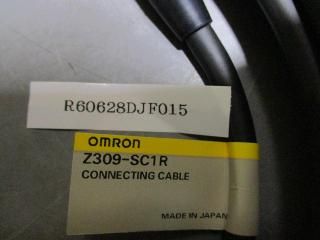 R60628DJF015
OMRON
Z309-SC1R
CONNECTING CABLE
MADE IN JAPAN